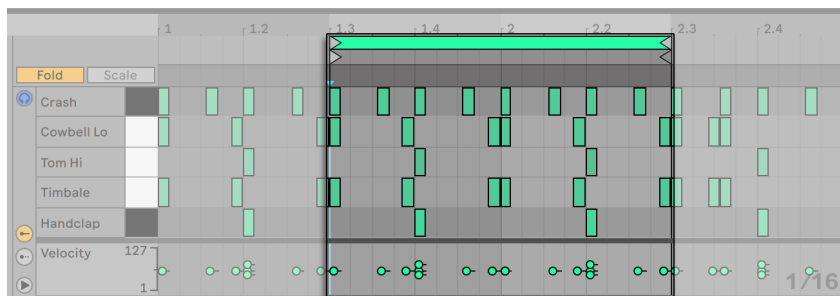 1 1.2 1.3 1.4 2 2.2 2.3 2.4
Fold Scale
Crash
Cowbell Lo
Tom Hi
Timbale
Handclap
Velocity 127
1
1/16